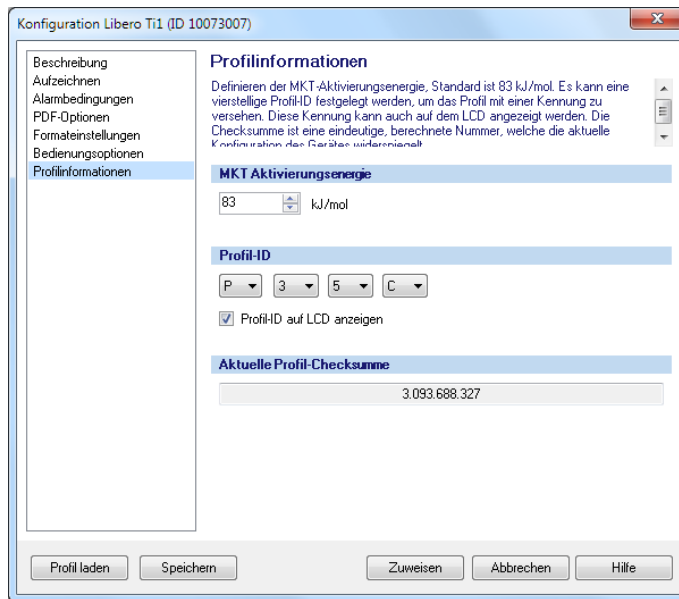 Konfiguration Libero Ti1 (ID 10073007)
Beschreibung
Aufzeichnen
Alarmbedingungen
PDF-Optionen
Formateinstellungen
Bedienungsoptionen
Profilinformationen
Profilinformationen
Definieren der MKT-Aktivierungsenergie, Standard ist 83 kJ/mol. Es kann eine
vierstellige Profil-ID festgelegt werden, um das Profil mit einer Kennung zu
versehen. Diese Kennung kann auch auf dem LCD angezeigt werden. Die
Checksumme ist eine eindeutige, berechnete Nummer, welche die aktuelle
Konfiguration des Gerätes widerspiegelt
MKT Aktivierungsenergie
83 kJ/mol
Profil-ID
P 3 5 C
Profil-ID auf LCD anzeigen
Aktuelle Profil-Checksumme
3.093.688.327
Profil laden Speichern Zuweisen Abbrechen Hilfe